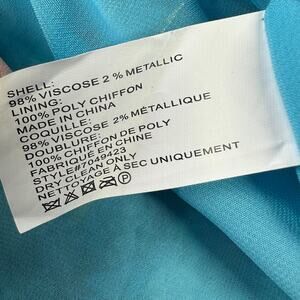 SHELL:
98% VISCOSE 2 % METALLIC
LINING:
100% POLY CHIFFON
MADE IN CHINA
COQUILLE:
98% VISCOSE 2% MÉTALLIQUE
DOUBLURE:
100% CHIFFON DE POLY
FABRIQUE EN CHINE
STYLE#7049423
DRY CLEAN ONLY
NETTOYAGE À SEC UNIQUEMENT
P